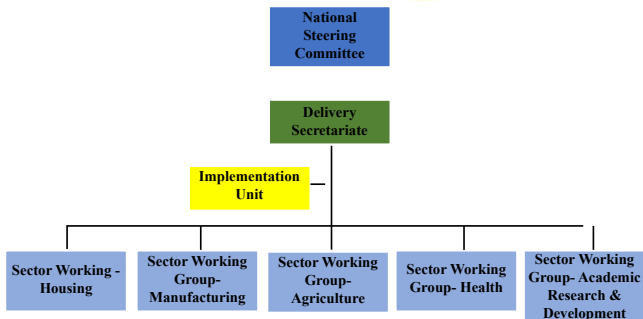 National
Steering
Committee
Delivery
Secretariate
Implementation
Unit
Sector Working -
Housing
Sector Working
Group-
Manufacturing
Sector Working
Group-
Agriculture
Sector Working
Group- Health
Sector Working
Group- Academic
Research &
Development